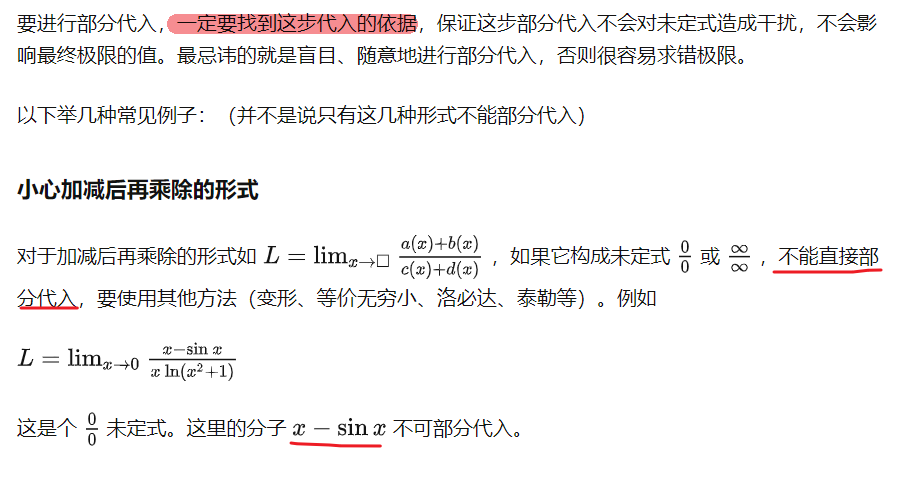 要进行部分代入，一定要找到这步代入的依据，保证这步部分代入不会对未定式造成干扰，不会影
响最终极限的值。最忌讳的就是盲目、随意地进行部分代入，否则很容易求错极限。
以下举几种常见例子：（并不是说只有这几种形式不能部分代入）
小心加减后再乘除的形式
对于加减后再乘除的形式如 L = lim_{x→□} \frac{a(x)+b(x)}{c(x)+d(x)} ，如果它构成未定式 \frac{0}{0} 或 \frac{∞}{∞} ，不能直接部
分代入，要使用其他方法（变形、等价无穷小、洛必达、泰勒等）。例如
L = lim_{x→0} \frac{x−sin x}{x ln(x^2+1)}
这是个 \frac{0}{0} 未定式。这里的分子 x − sin x 不可部分代入。